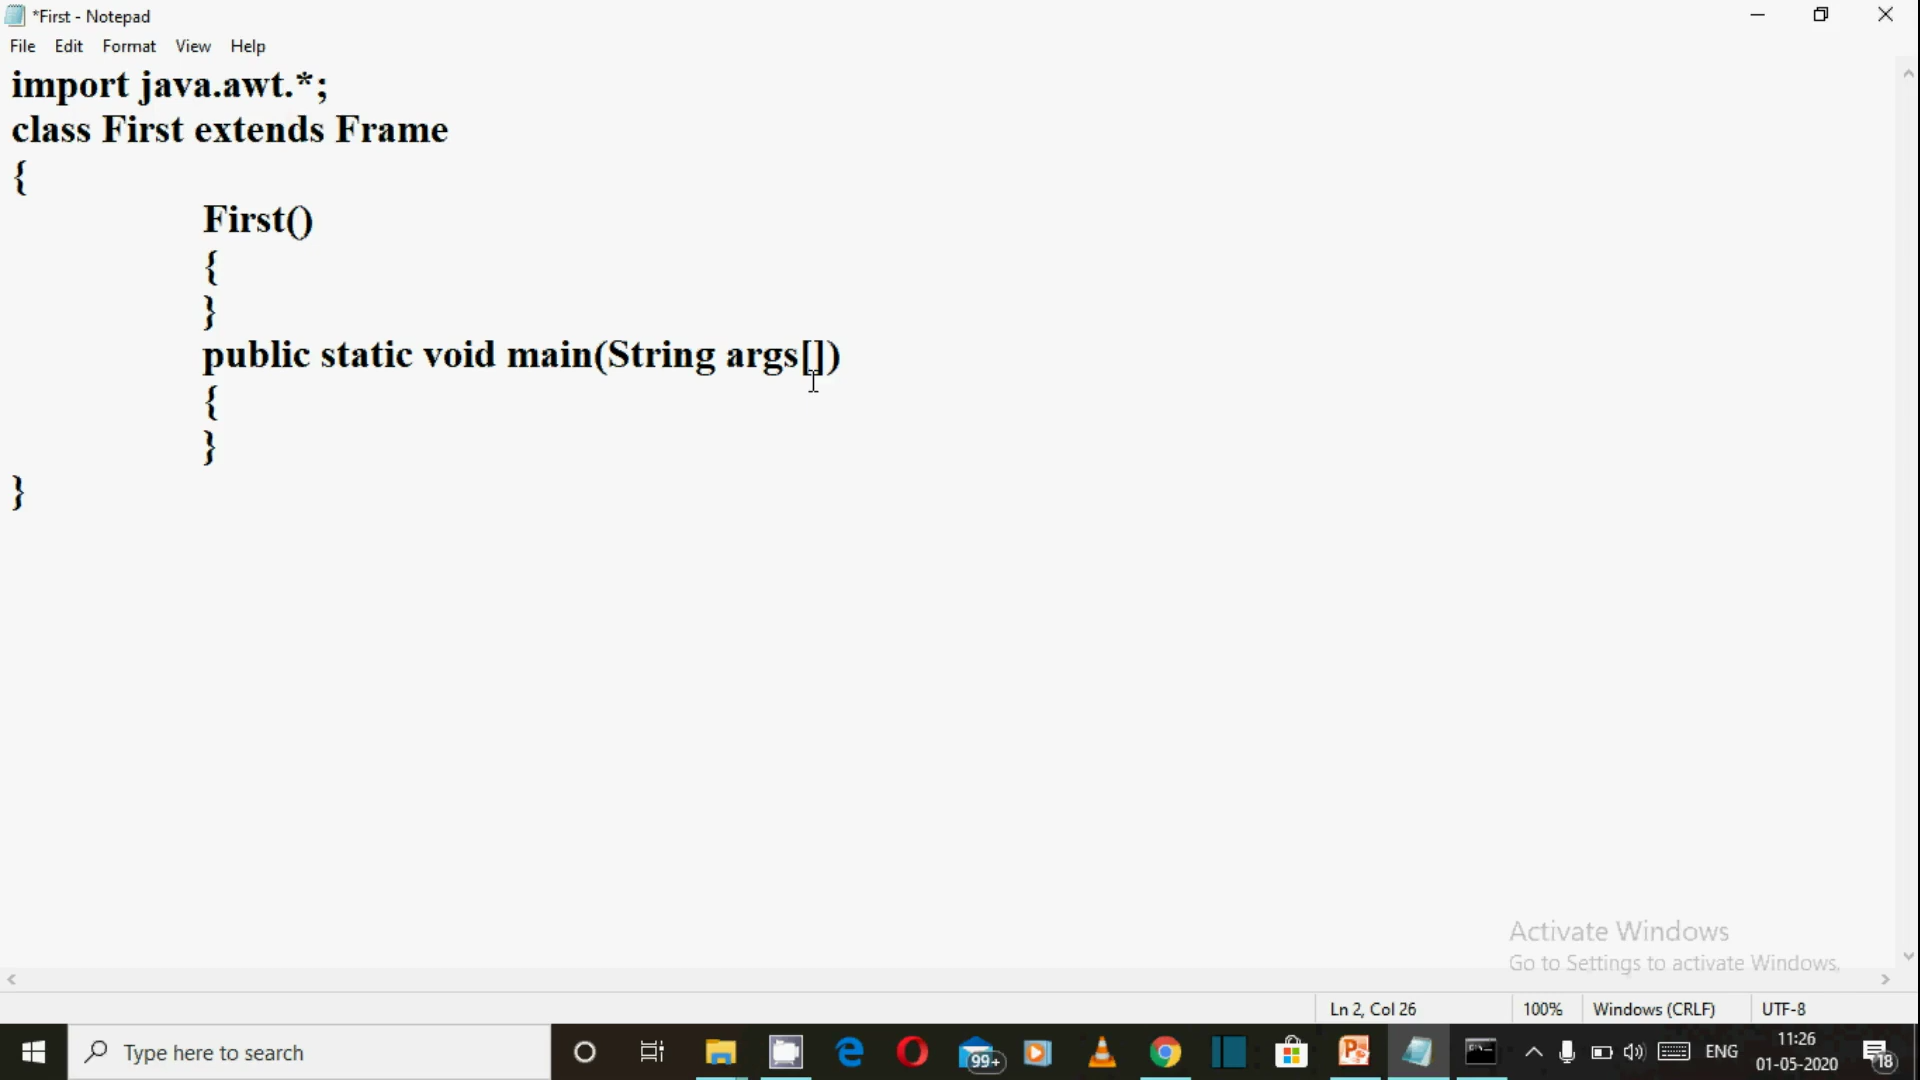 *First - Notepad
File Edit Format View Help
import java.awt.*;
class First extends Frame
{
First()
{
}
public static void main(String args[])
{
}
}
Activate Windows
Go to Settings to activate Windows.
Ln 2, Col 26 100% Windows (CRLF) UTF-8
Type here to search 99+ ENG 11:26
01-05-2020 18